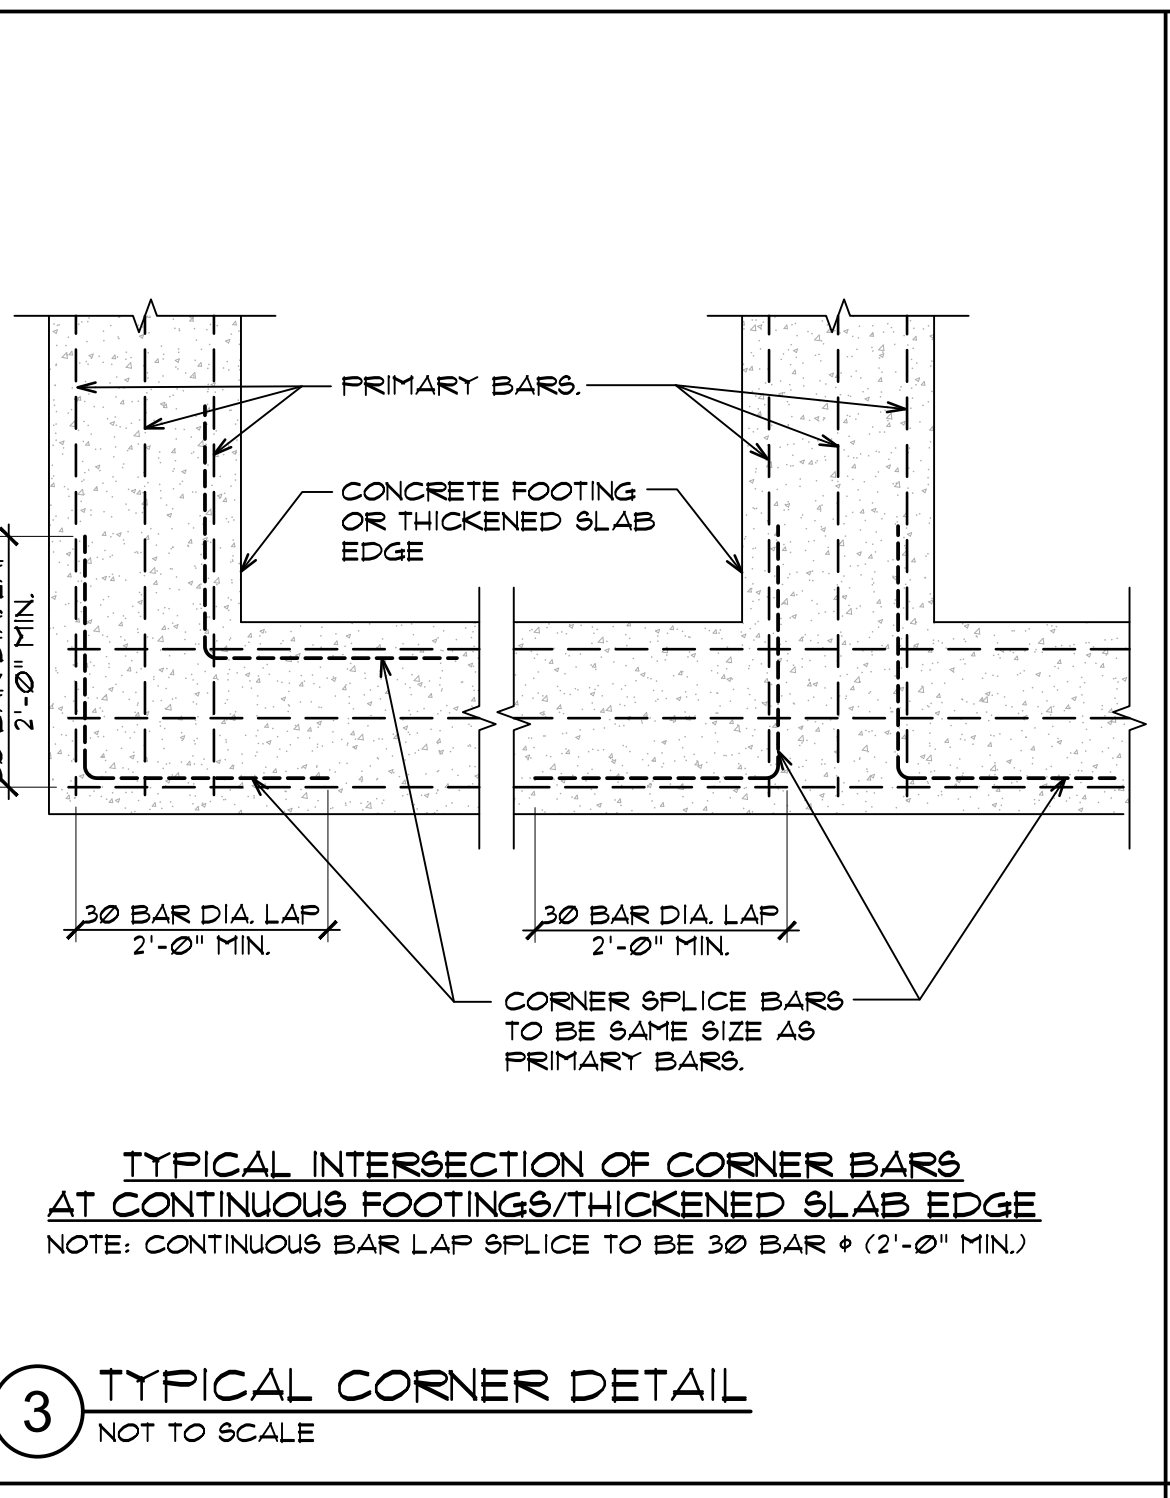 PRIMARY BARS.
CONCRETE FOOTING
OR THICKENED SLAB
EDGE
2'-0" MIN.
30 BAR DIA. LAP
2'-0" MIN.
30 BAR DIA. LAP
2'-0" MIN.
CORNER SPLICE BARS
TO BE SAME SIZE AS
PRIMARY BARS.
TYPICAL INTERSECTION OF CORNER BARS
AT CONTINUOUS FOOTINGS/THICKENED SLAB EDGE
NOTE: CONTINUOUS BAR LAP SPLICE TO BE 30 BAR ϕ (2'-0" MIN.)
3
TYPICAL CORNER DETAIL
NOT TO SCALE